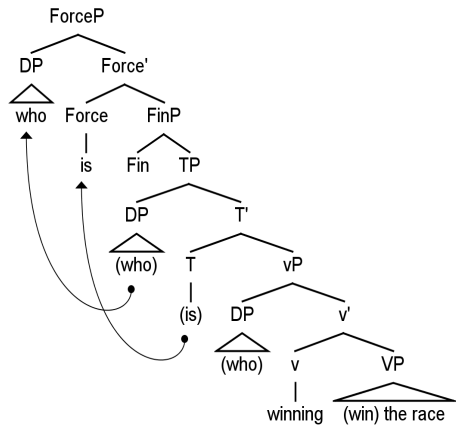 ForceP
DP Force'
who Force FinP
is Fin TP
DP T'
(who) T vP
(is) DP v'
(who) v VP
winning (win) the race